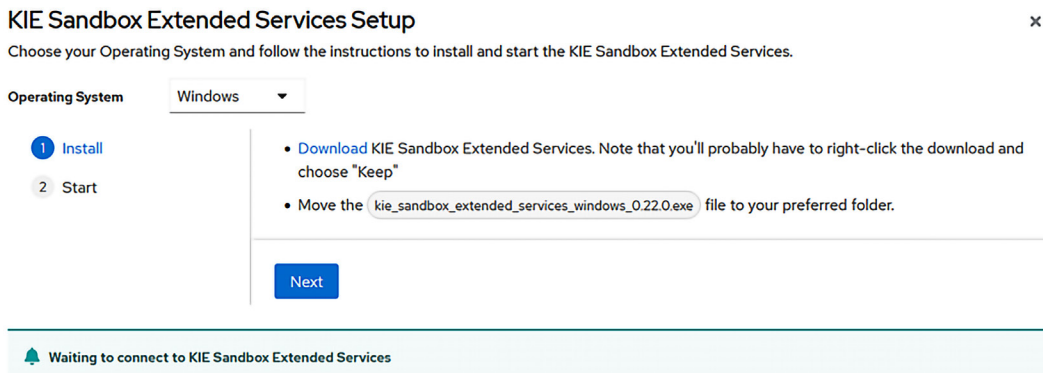 KIE Sandbox Extended Services Setup
Choose your Operating System and follow the instructions to install and start the KIE Sandbox Extended Services.
Operating System
Windows
1 Install
2 Start
• Download KIE Sandbox Extended Services. Note that you'll probably have to right-click the download and
choose "Keep"
• Move the kie_sandbox_extended_services_windows_0.22.0.exe file to your preferred folder.
Next
Waiting to connect to KIE Sandbox Extended Services